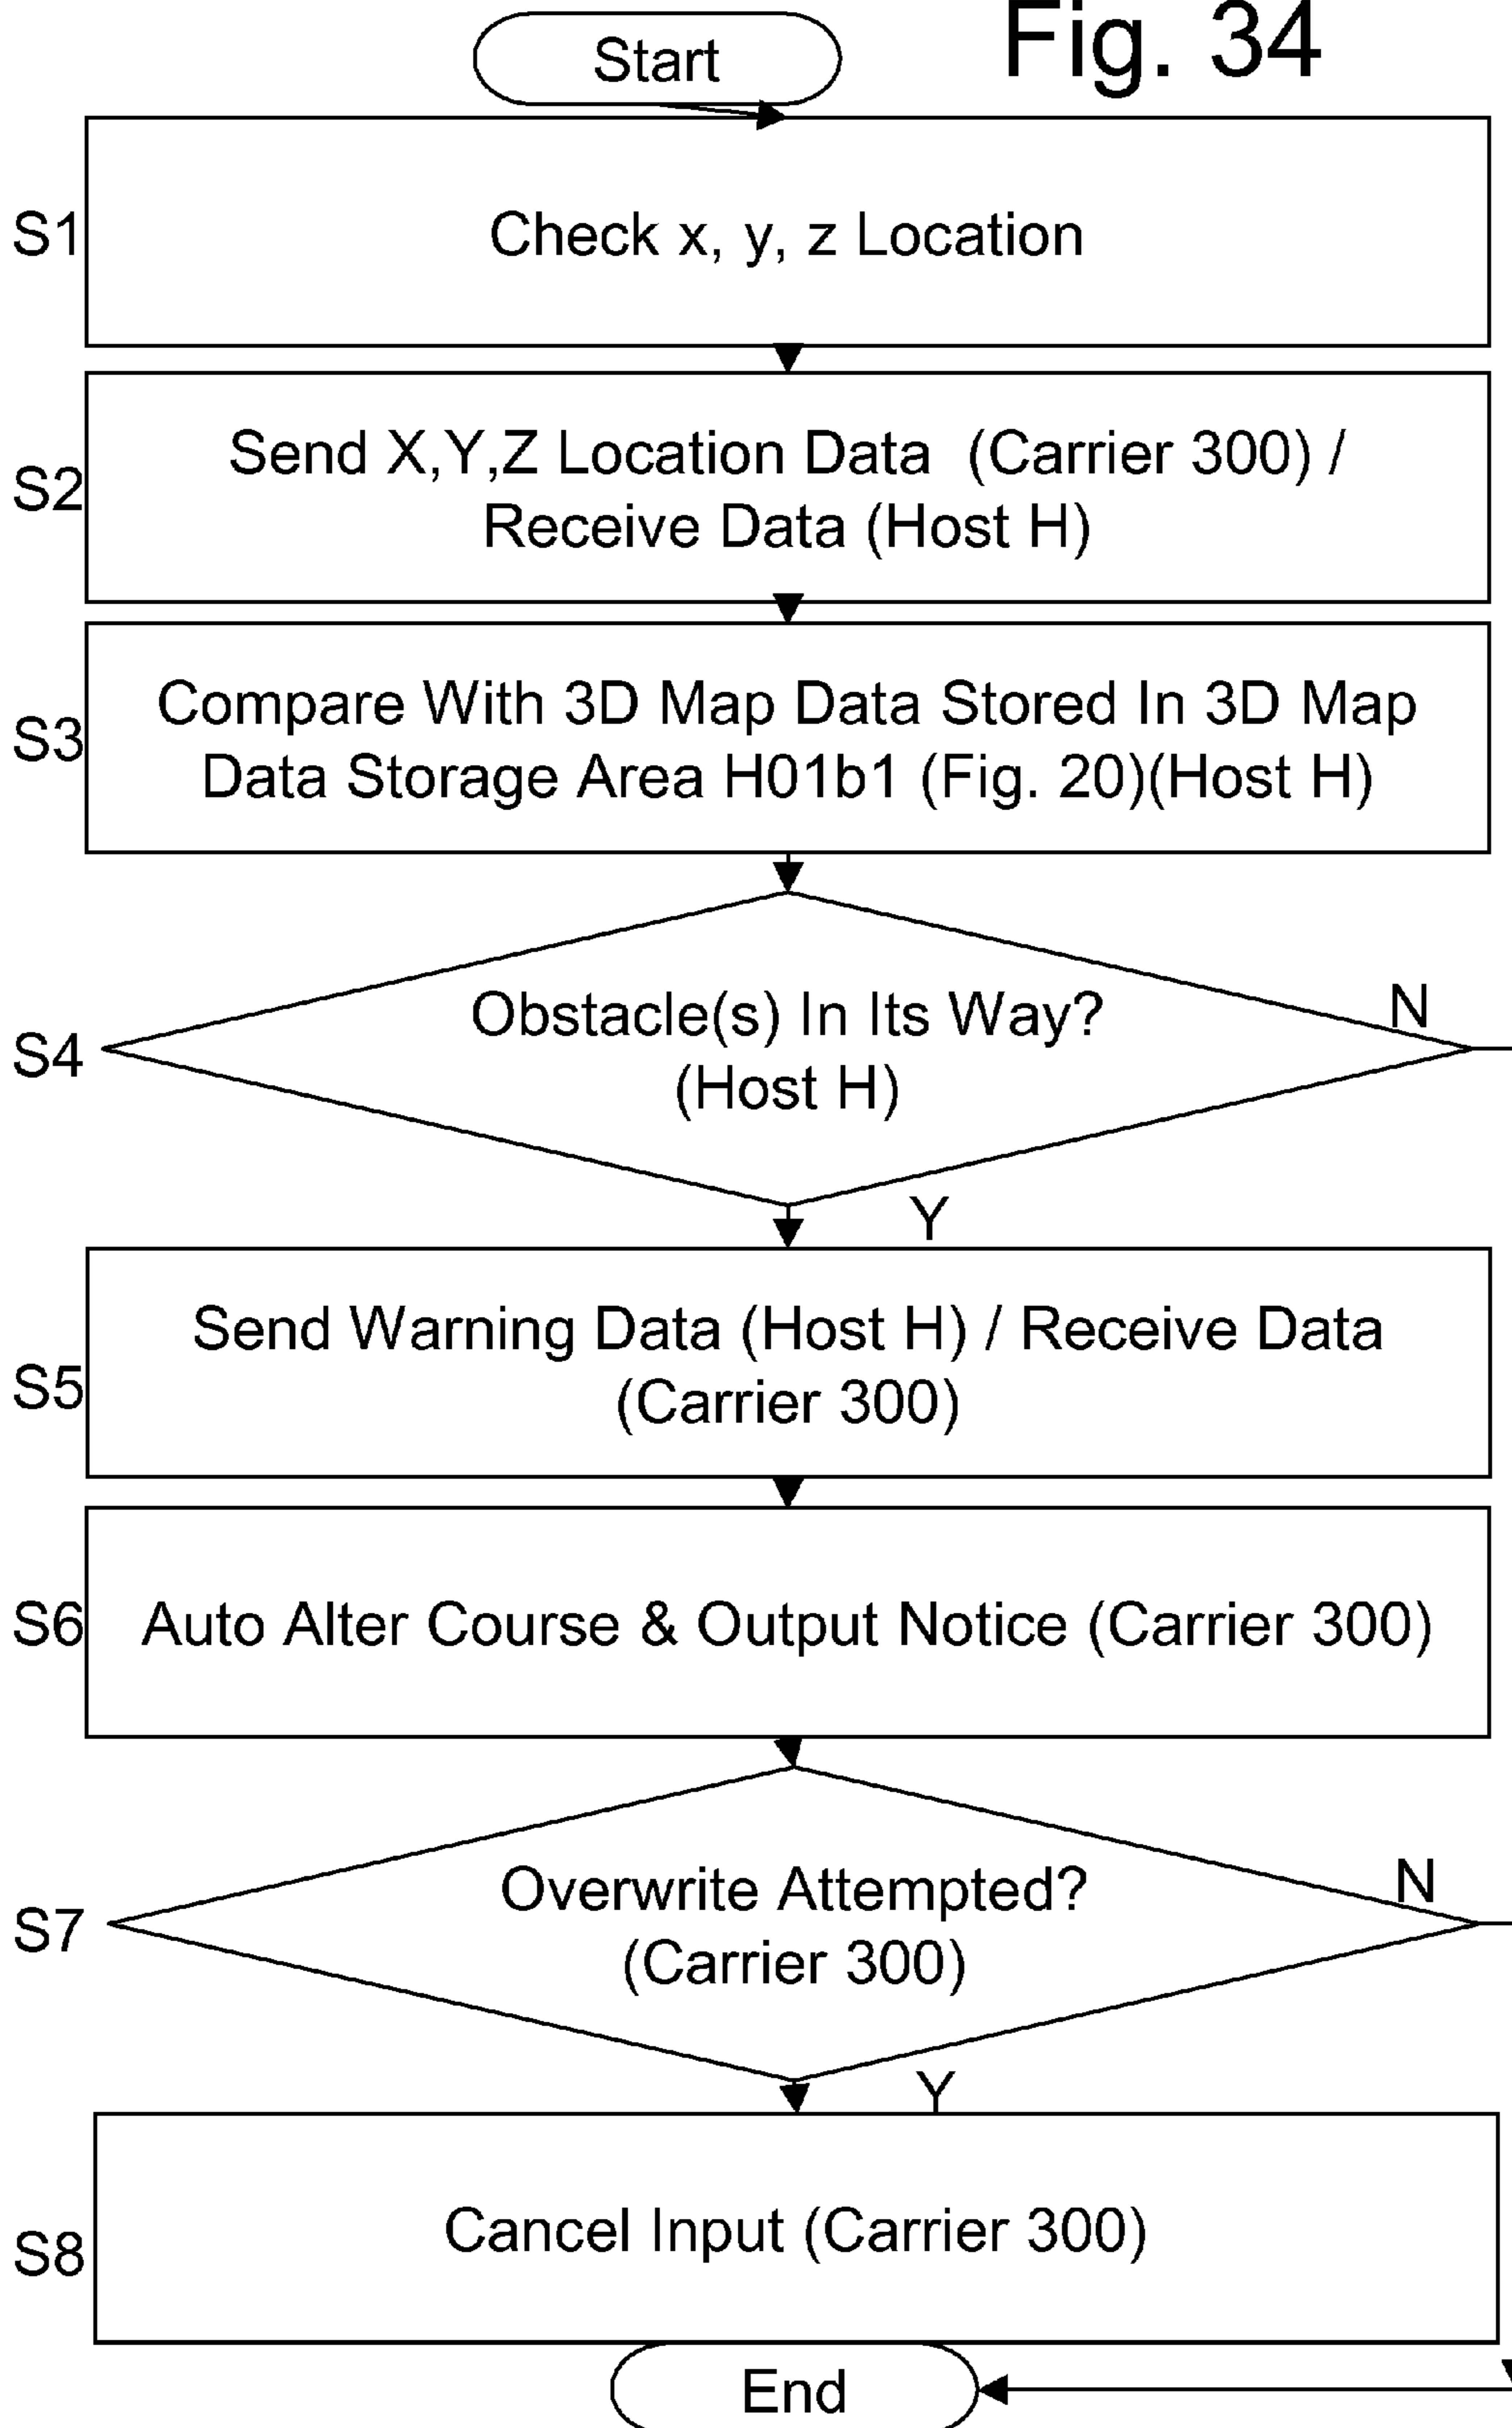 Fig. 34
Start
S1
Check x, y, z Location
S2
Send X,Y,Z Location Data (Carrier 300) /
Receive Data (Host H)
S3
Compare With 3D Map Data Stored In 3D Map
Data Storage Area H01b1 (Fig. 20)(Host H)
S4
Obstacle(s) In Its Way?
(Host H)
N
Y
S5
Send Warning Data (Host H) / Receive Data
(Carrier 300)
S6
Auto Alter Course & Output Notice (Carrier 300)
S7
Overwrite Attempted?
(Carrier 300)
N
Y
S8
Cancel Input (Carrier 300)
End